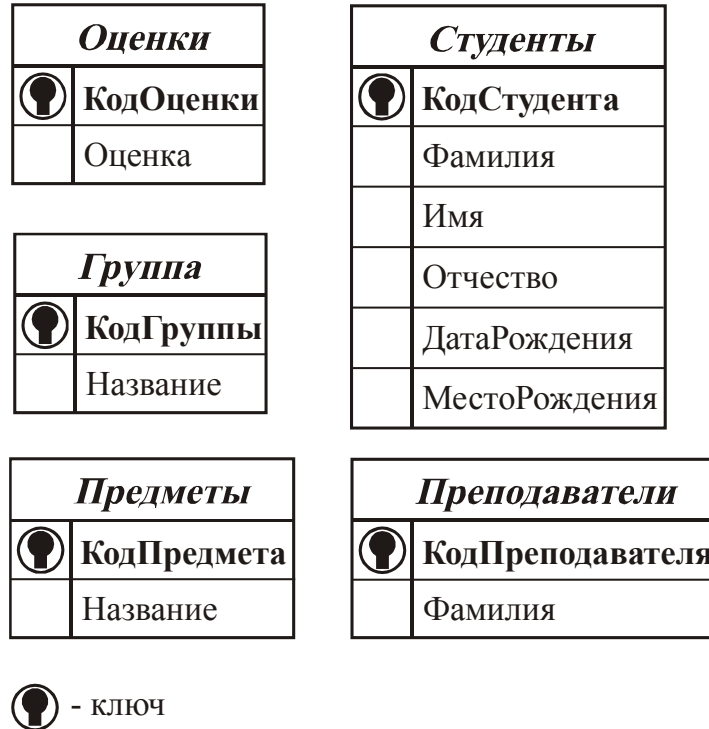 Оценки
КодОценки
Оценка
Студенты
КодСтудента
Фамилия
Имя
Отчество
ДатаРождения
МестоРождения
Группа
КодГруппы
Название
Предметы
КодПредмета
Название
Преподаватели
КодПреподавателя
Фамилия
- ключ